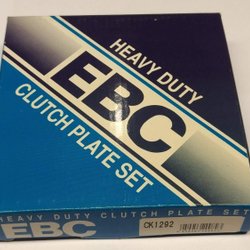 HEAVY DUTY
EBC
CLUTCH PLATE SET
HEAVY DUTY CLUTCH PLATE SET
EBC
CK1292